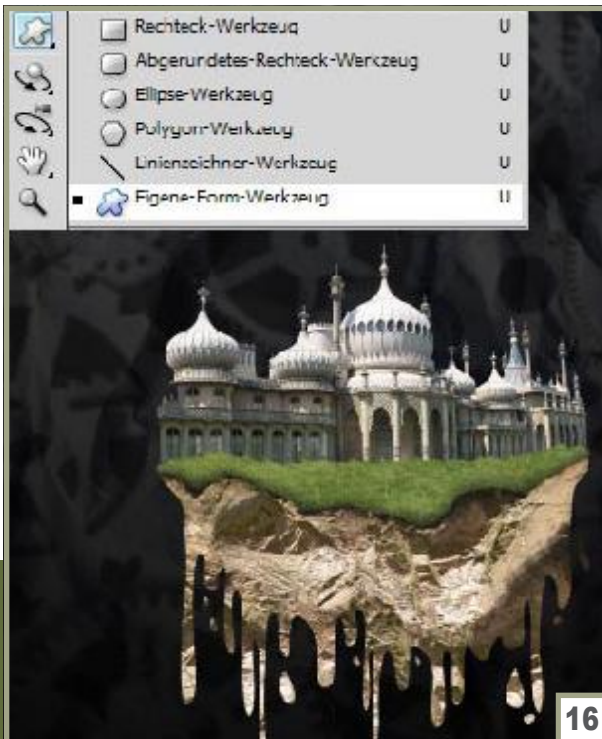 Rechteck-Werkzeug U
Abgerundetes-Rechteck-Werkzeug U
Ellipse-Werkzeug U
Polygon-Werkzeug U
Linienzeichner-Werkzeug U
Eigene-Form-Werkzeug U
16